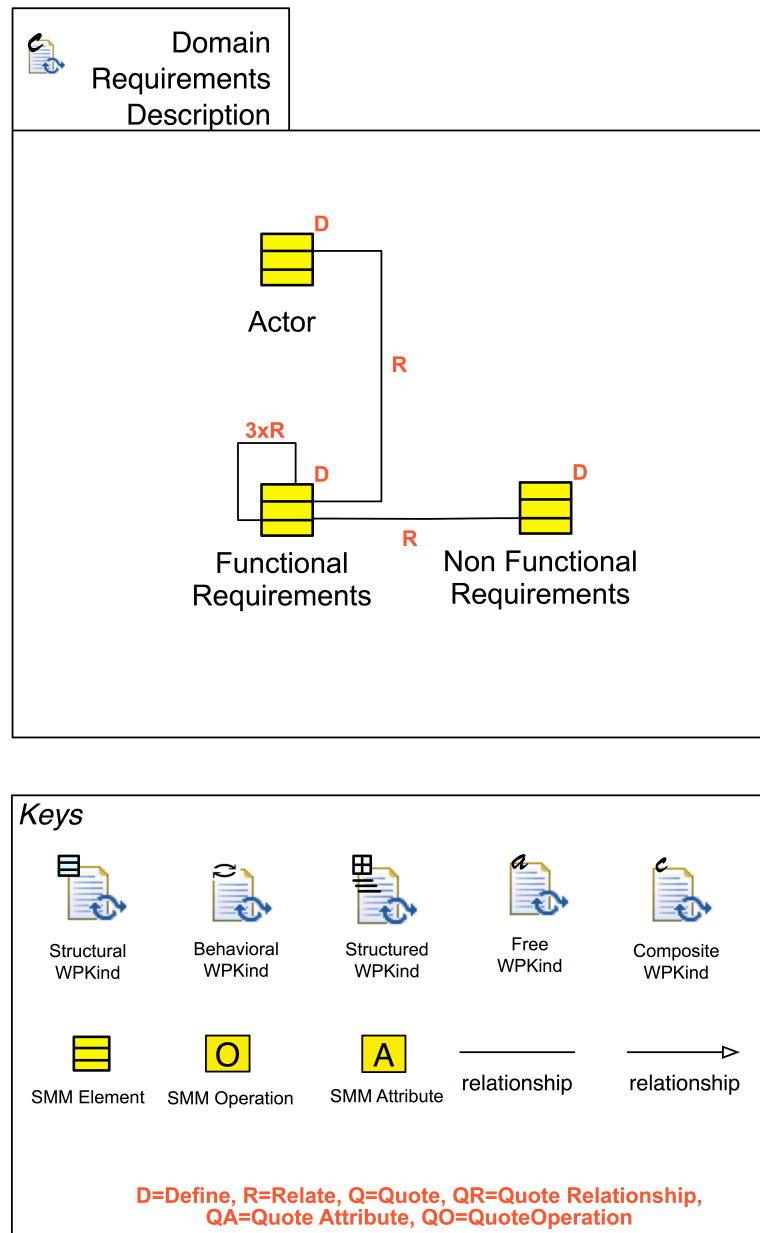 Domain
Requirements
Description
D
Actor
R
3xR
D
D
R
Functional
Requirements
Non Functional
Requirements
Keys
Structural
WPKind
Behavioral
WPKind
Structured
WPKind
a
Free
WPKind
c
Composite
WPKind
SMM Element
O
SMM Operation
A
SMM Attribute
relationship
relationship
D=Define, R=Relate, Q=Quote, QR=Quote Relationship,
QA=Quote Attribute, QO=QuoteOperation